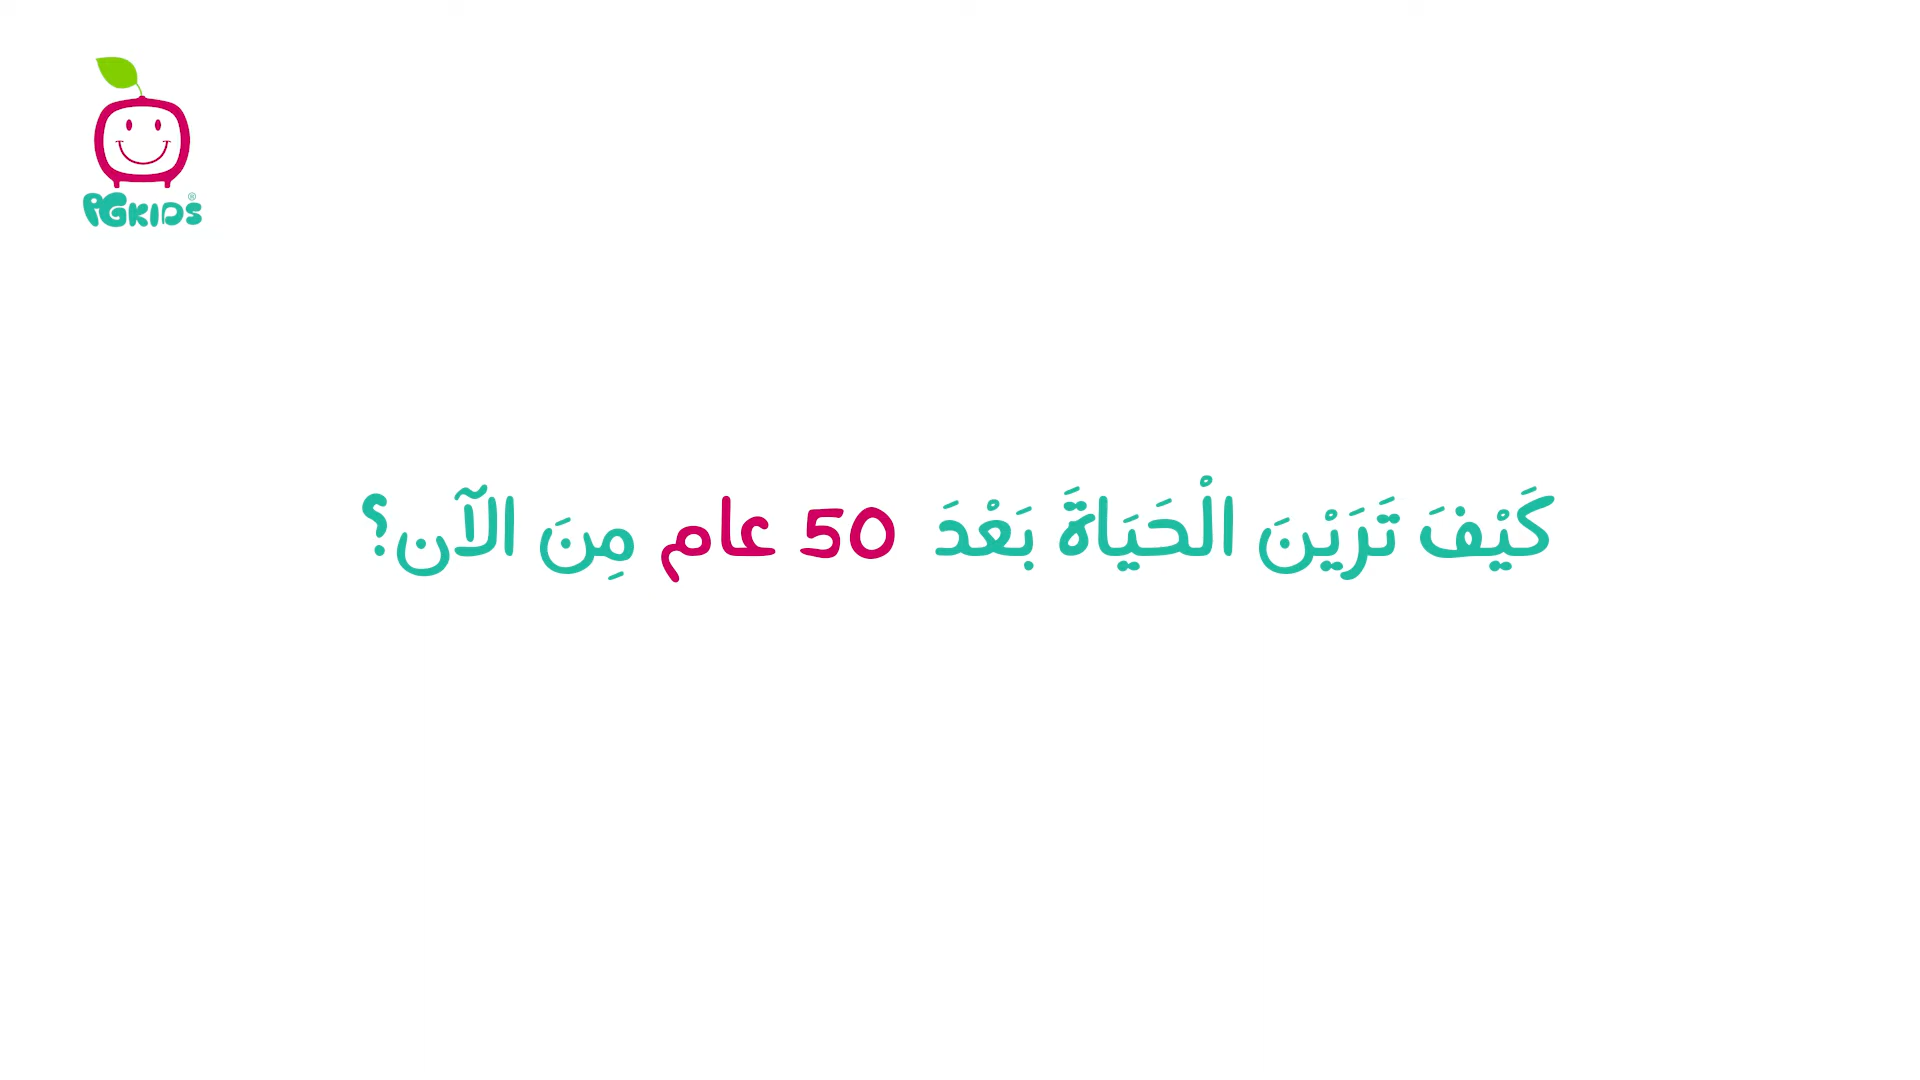 PGKIDS®
كَيْفَ تَرَيْنَ الْحَيَاةَ بَعْدَ 50 عام مِنَ الآن؟